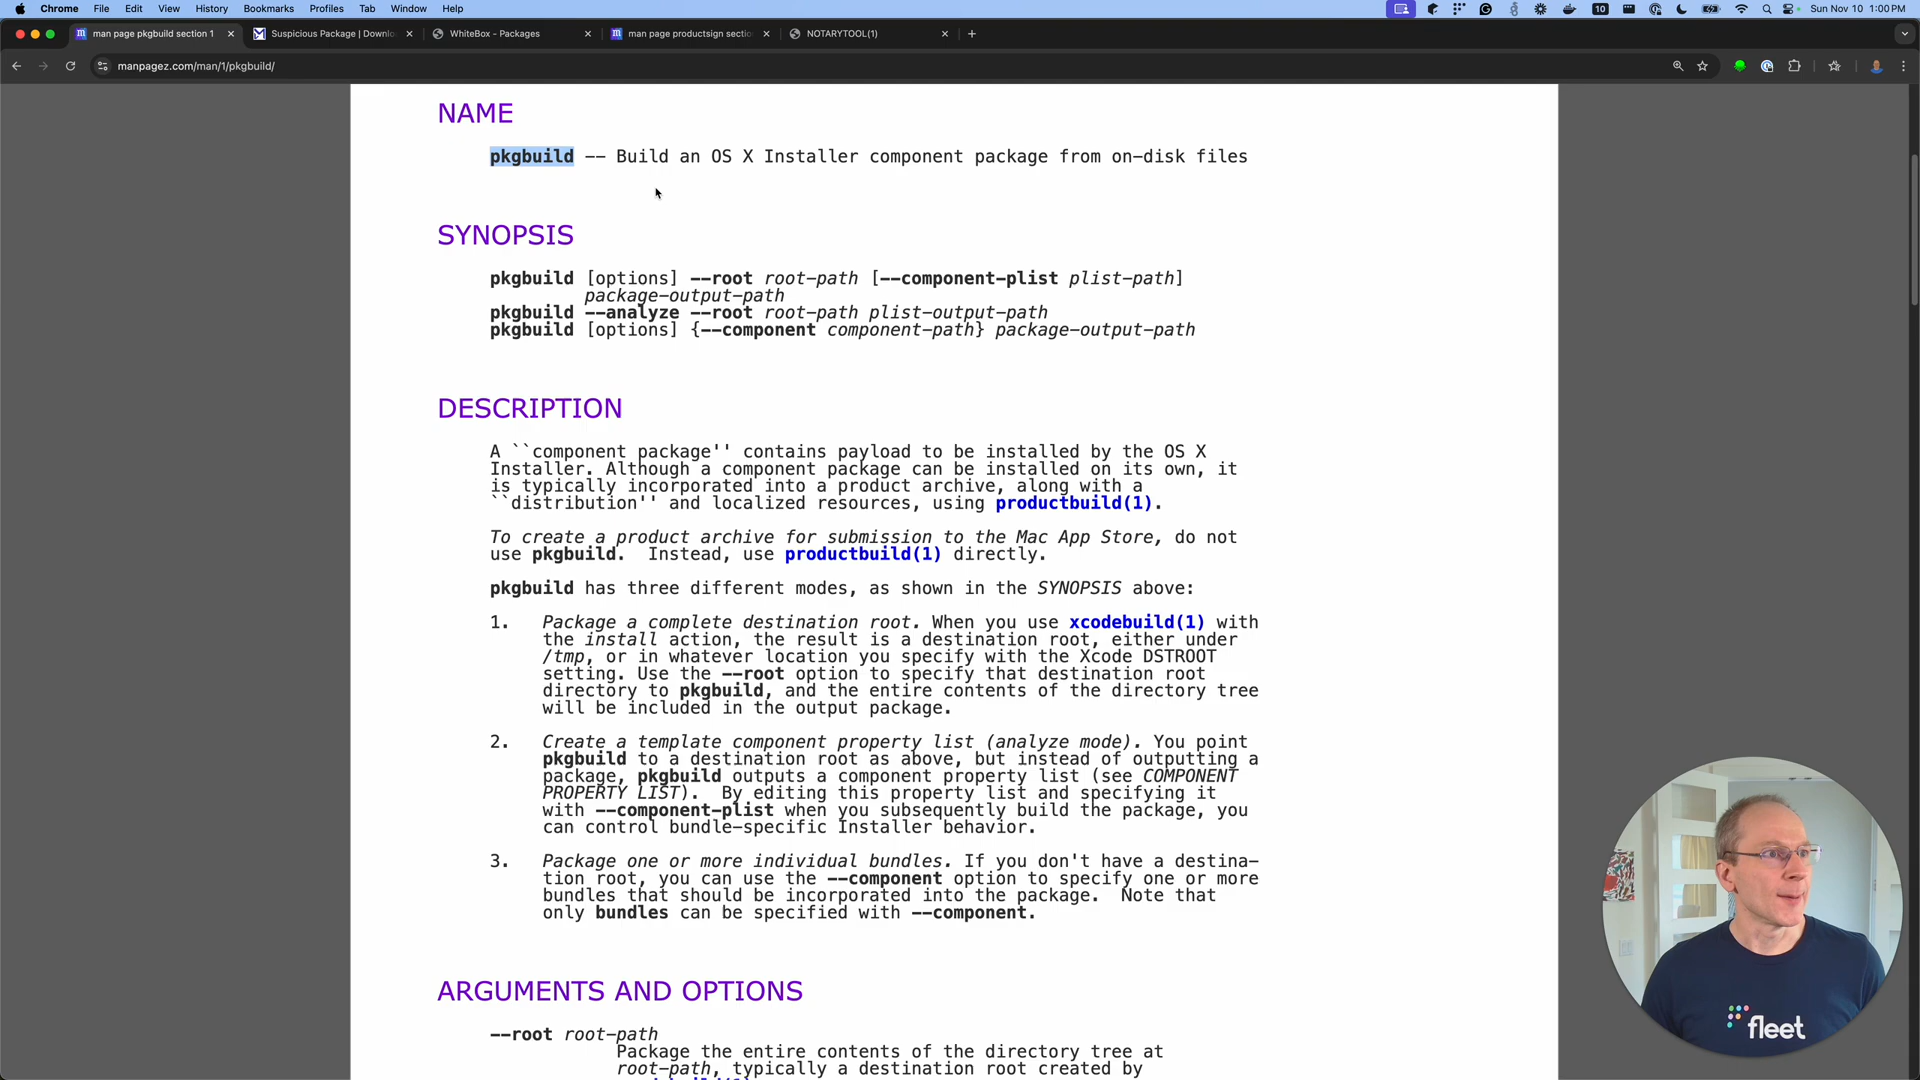 Chrome File Edit View History Bookmarks Profiles Tab Window Help 10 Sun Nov 10 1:00 PM
man page pkgbuild section 1 Suspicious Package | Downlo WhiteBox - Packages man page productsign sectio NOTARYTOOL(1)
manpagez.com/man/1/pkgbuild/
NAME
pkgbuild -- Build an OS X Installer component package from on-disk files
SYNOPSIS
pkgbuild [options] --root root-path [--component-plist plist-path]
package-output-path
pkgbuild --analyze --root root-path plist-output-path
pkgbuild [options] {--component component-path} package-output-path
DESCRIPTION
A ``component package'' contains payload to be installed by the OS X
Installer. Although a component package can be installed on its own, it
is typically incorporated into a product archive, along with a
``distribution'' and localized resources, using productbuild(1).
To create a product archive for submission to the Mac App Store, do not
use pkgbuild. Instead, use productbuild(1) directly.
pkgbuild has three different modes, as shown in the SYNOPSIS above:
1. Package a complete destination root. When you use xcodebuild(1) with
the install action, the result is a destination root, either under
/tmp, or in whatever location you specify with the Xcode DSTROOT
setting. Use the --root option to specify that destination root
directory to pkgbuild, and the entire contents of the directory tree
will be included in the output package.
2. Create a template component property list (analyze mode). You point
pkgbuild to a destination root as above, but instead of outputting a
package, pkgbuild outputs a component property list (see COMPONENT
PROPERTY LIST). By editing this property list and specifying it
with --component-plist when you subsequently build the package, you
can control bundle-specific Installer behavior.
3. Package one or more individual bundles. If you don't have a destina-
tion root, you can use the --component option to specify one or more
bundles that should be incorporated into the package. Note that
only bundles can be specified with --component.
ARGUMENTS AND OPTIONS
--root root-path
Package the entire contents of the directory tree at
root-path, typically a destination root created by
fleet